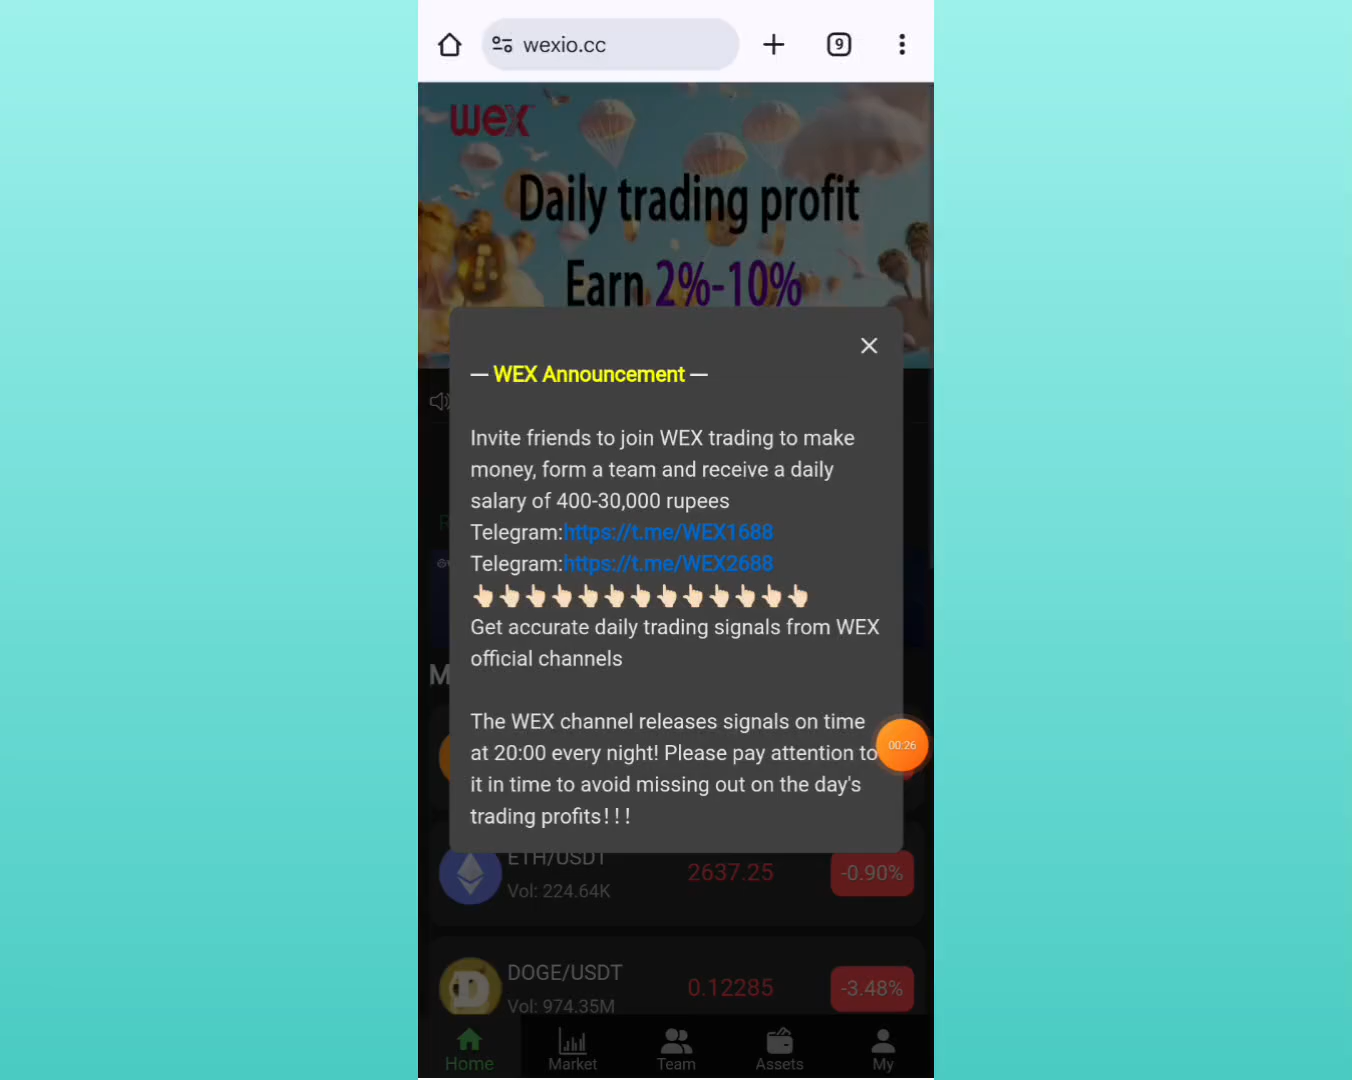 wexio.cc
9
wex
Daily trading profit
Earn 2%-10%
— WEX Announcement —
Invite friends to join WEX trading to make
money, form a team and receive a daily
salary of 400-30,000 rupees
Telegram:https://t.me/WEX1688
Telegram:https://t.me/WEX2688
👆🏻👆🏻👆🏻👆🏻👆🏻👆🏻👆🏻👆🏻👆🏻👆🏻👆🏻👆🏻👆🏻
Get accurate daily trading signals from WEX
official channels
The WEX channel releases signals on time
at 20:00 every night! Please pay attention to
00:26
it in time to avoid missing out on the day's
trading profits!!!
ETH/USDT
2637.25
-0.90%
Vol: 224.64K
DOGE/USDT
0.12285
-3.48%
Vol: 974.35M
Home
Market
Team
Assets
My